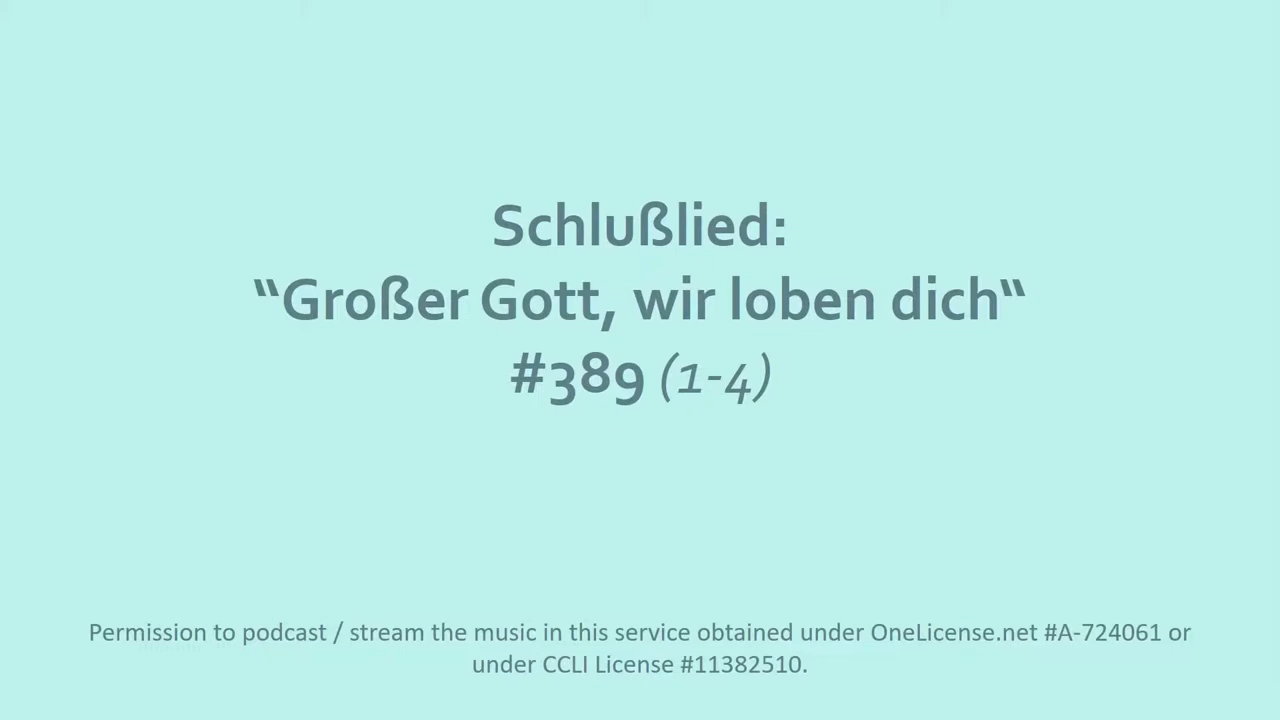 Schlußlied:
“Großer Gott, wir loben dich“
#389 (1-4)
Permission to podcast / stream the music in this service obtained under OneLicense.net #A-724061 or
under CCLI License #11382510.